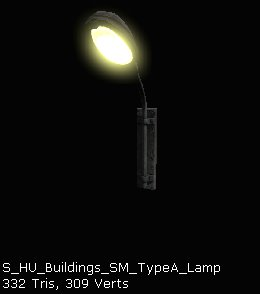 S_HU_Buildings_SM_TypeA_Lamp
332 Tris, 309 Verts